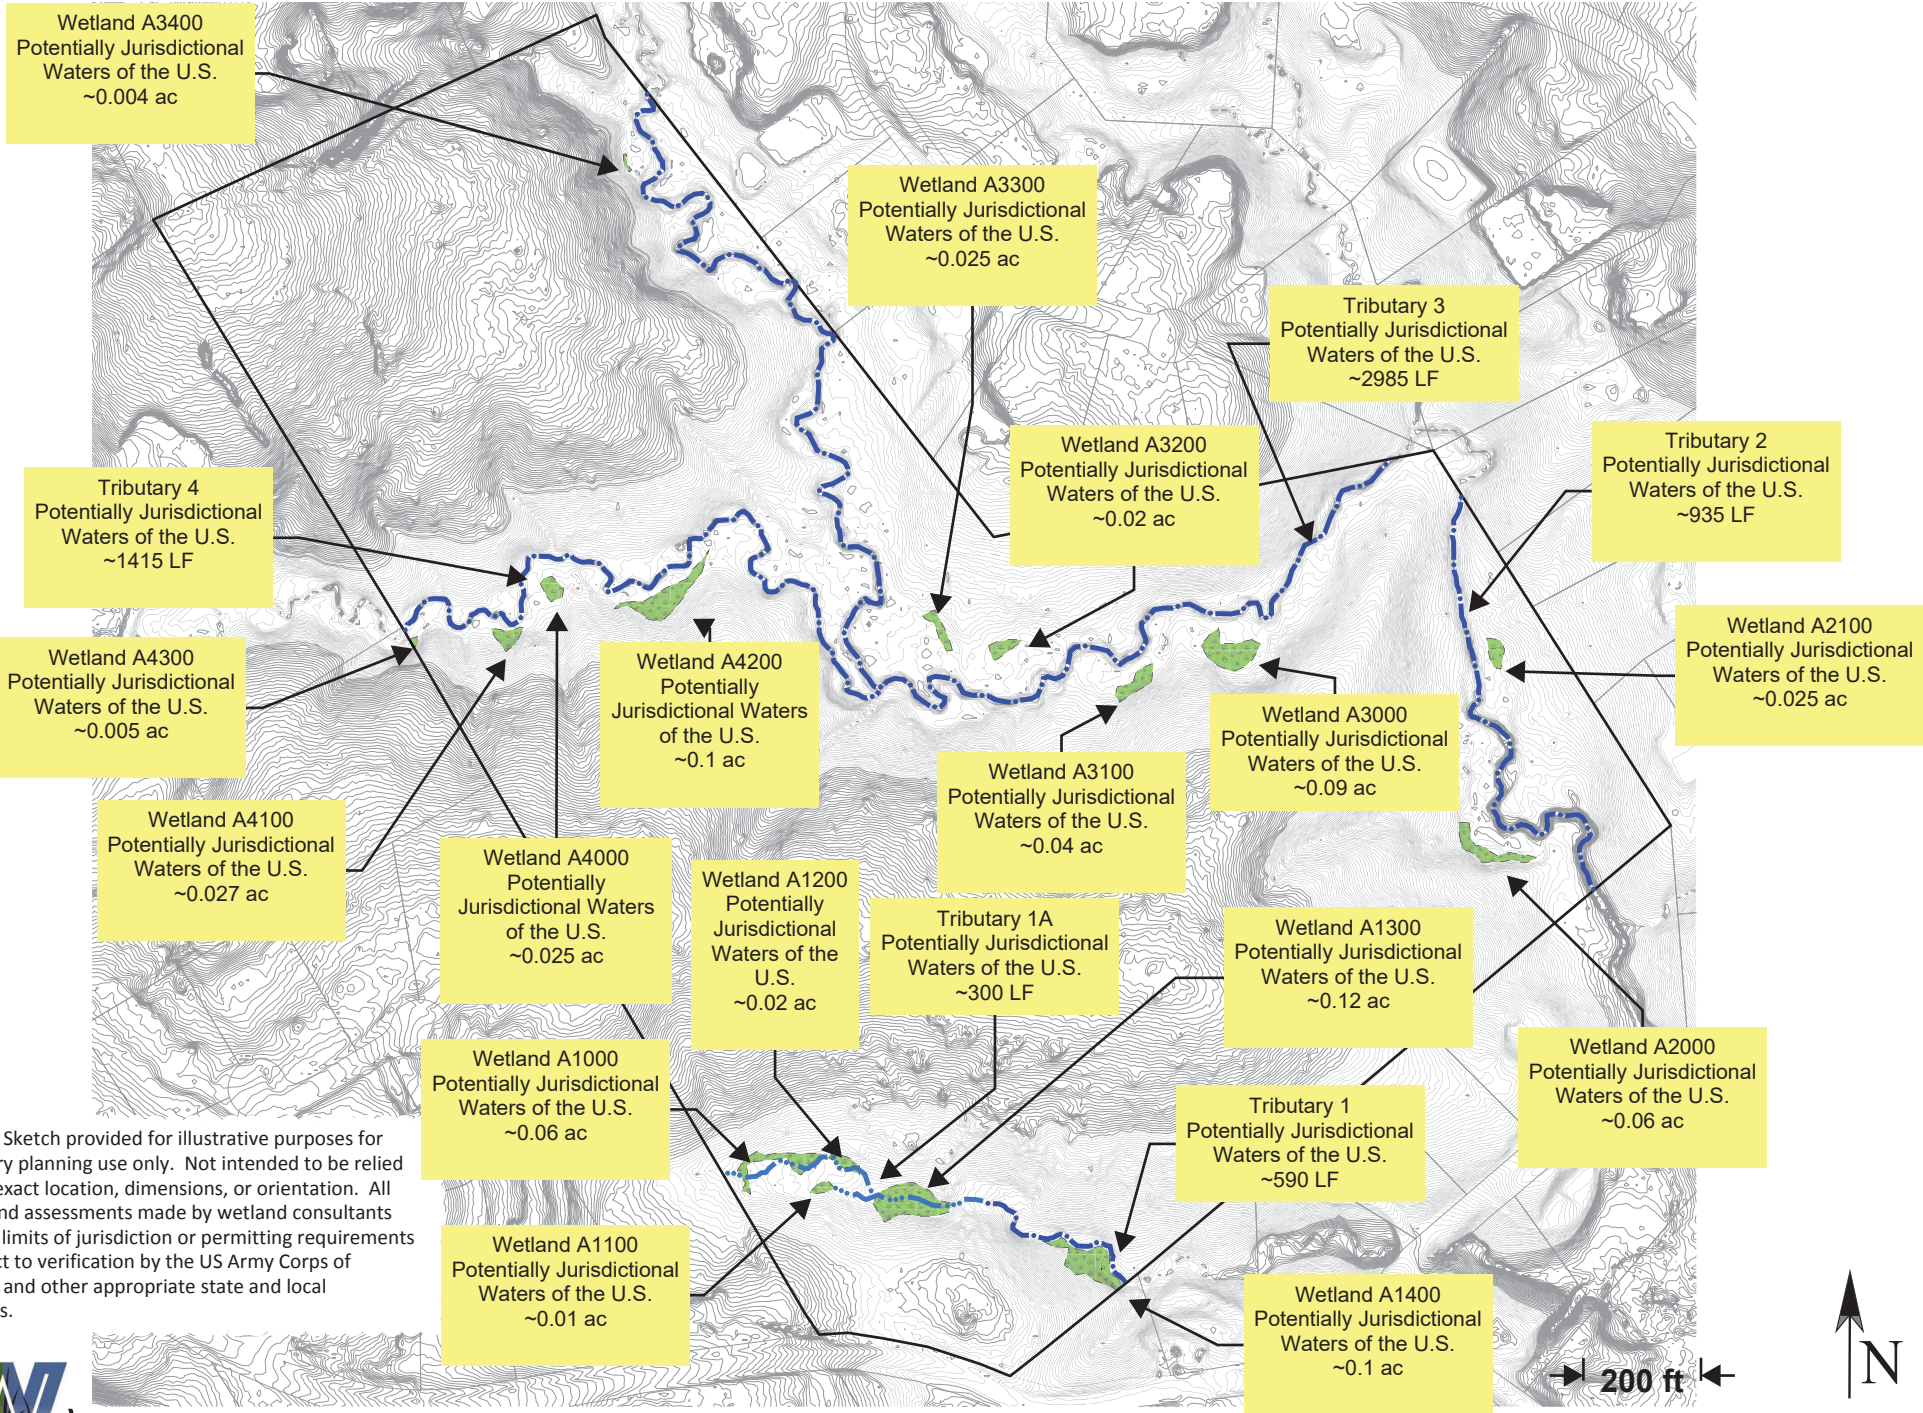 Wetland A3400
Potentially Jurisdictional
Waters of the U.S.
~0.004 ac
Wetland A3300
Potentially Jurisdictional
Waters of the U.S.
~0.025 ac
Tributary 3
Potentially Jurisdictional
Waters of the U.S.
~2985 LF
Wetland A3200
Potentially Jurisdictional
Waters of the U.S.
~0.02 ac
Tributary 2
Potentially Jurisdictional
Waters of the U.S.
~935 LF
Tributary 4
Potentially Jurisdictional
Waters of the U.S.
~1415 LF
Wetland A2100
Potentially Jurisdictional
Waters of the U.S.
~0.025 ac
Wetland A4300
Potentially Jurisdictional
Waters of the U.S.
~0.005 ac
Wetland A4200
Potentially
Jurisdictional Waters
of the U.S.
~0.1 ac
Wetland A3000
Potentially Jurisdictional
Waters of the U.S.
~0.09 ac
Wetland A3100
Potentially Jurisdictional
Waters of the U.S.
~0.04 ac
Wetland A4100
Potentially Jurisdictional
Waters of the U.S.
~0.027 ac
Wetland A4000
Potentially
Jurisdictional Waters
of the U.S.
~0.025 ac
Wetland A1200
Potentially
Jurisdictional
Waters of the
U.S.
~0.02 ac
Tributary 1A
Potentially Jurisdictional
Waters of the U.S.
~300 LF
Wetland A1300
Potentially Jurisdictional
Waters of the U.S.
~0.12 ac
Wetland A2000
Potentially Jurisdictional
Waters of the U.S.
~0.06 ac
Wetland A1000
Potentially Jurisdictional
Waters of the U.S.
~0.06 ac
Tributary 1
Potentially Jurisdictional
Waters of the U.S.
~590 LF
Sketch provided for illustrative purposes for
ry planning use only. Not intended to be relied
exact location, dimensions, or orientation. All
nd assessments made by wetland consultants
limits of jurisdiction or permitting requirements
ct to verification by the US Army Corps of
and other appropriate state and local
s.
Wetland A1100
Potentially Jurisdictional
Waters of the U.S.
~0.01 ac
Wetland A1400
Potentially Jurisdictional
Waters of the U.S.
~0.1 ac
200 ft
N